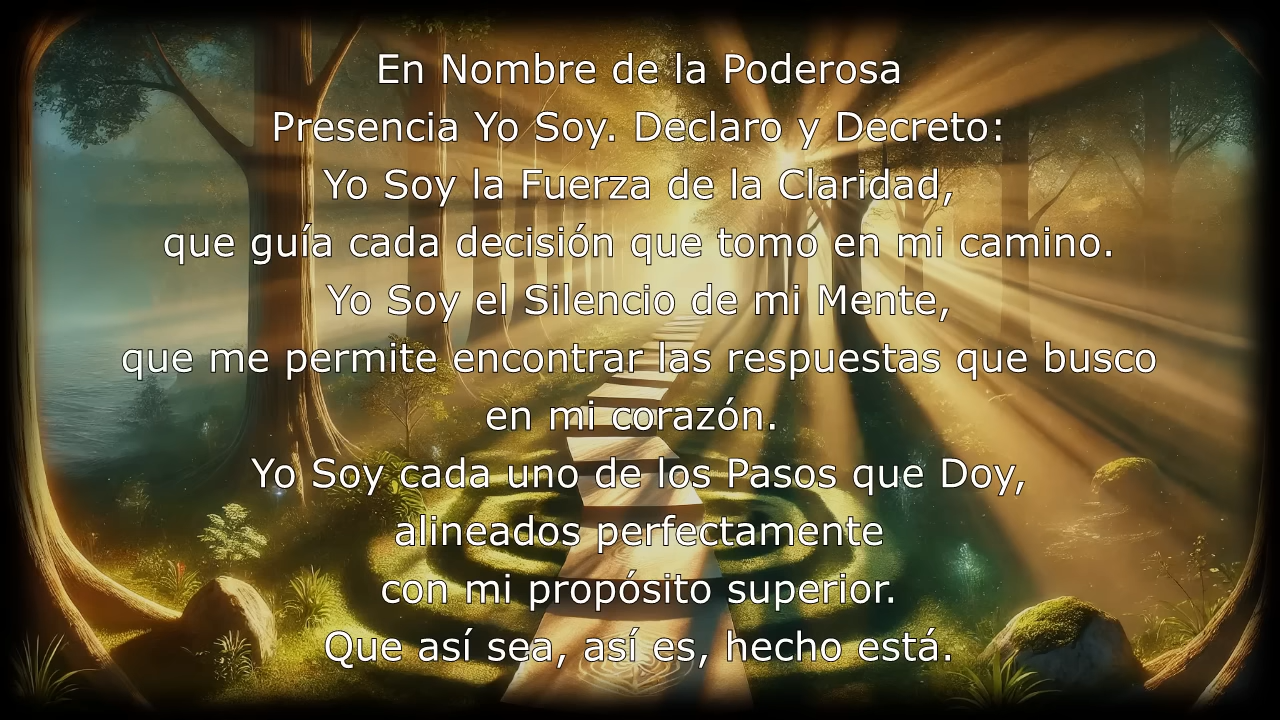 En Nombre de la Poderosa
Presencia Yo Soy. Declaro y Decreto:
Yo Soy la Fuerza de la Claridad,
que guía cada decisión que tomo en mi camino.
Yo Soy el Silencio de mi Mente,
que me permite encontrar las respuestas que busco
en mi corazón.
Yo Soy cada uno de los Pasos que Doy,
alineados perfectamente
con mi propósito superior.
Que así sea, así es, hecho está.